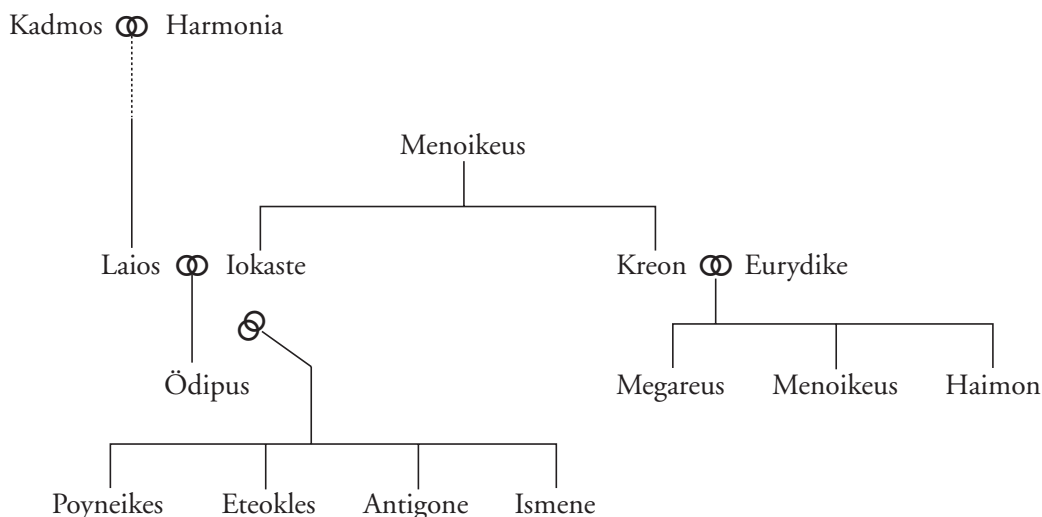 Kadmos Harmonia
Menoikeus
Laios Iokaste Kreon Eurydike
Ödipus Megareus Menoikeus Haimon
Poyneikes Eteokles Antigone Ismene